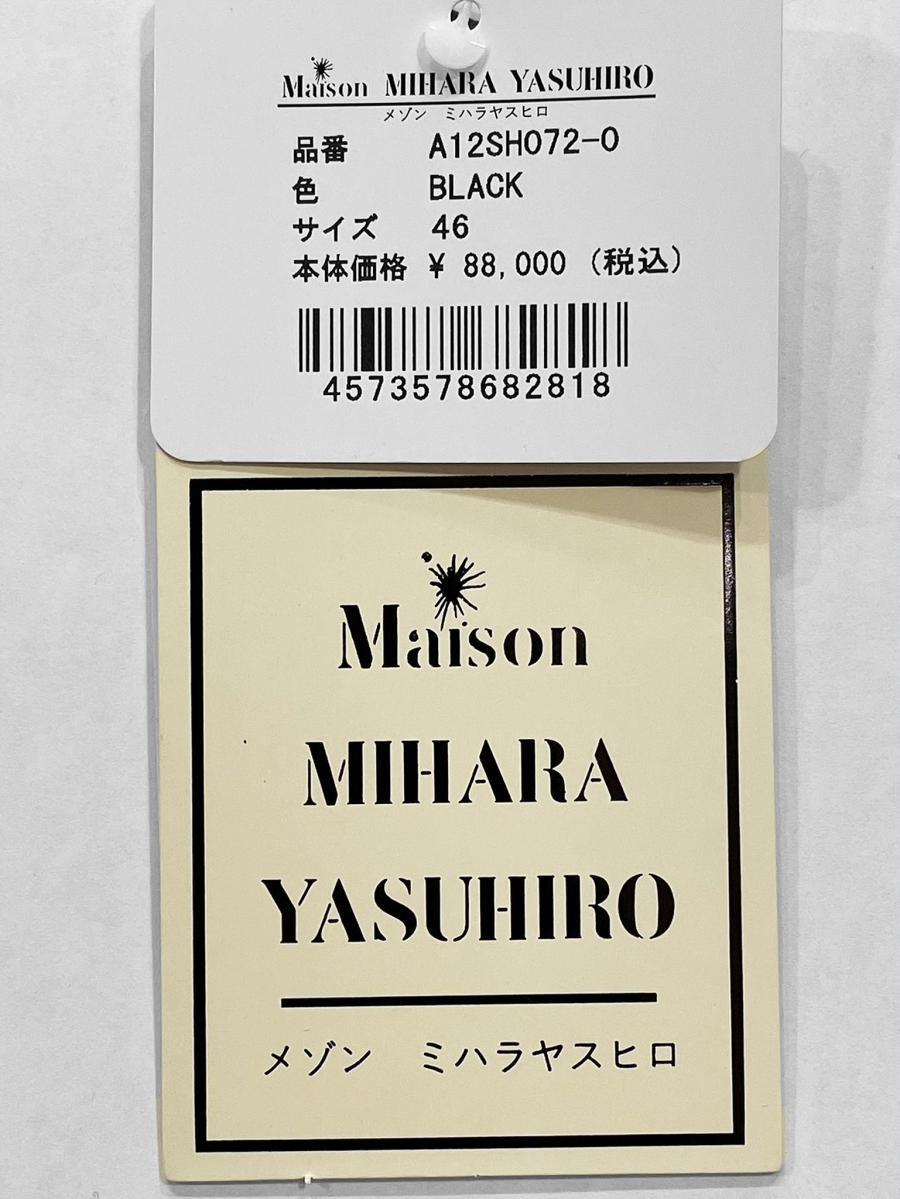 Maison MIHARA YASUHIRO
メゾン ミハラヤスヒロ
品番 A12SH072-0
色 BLACK
サイズ 46
本体価格 ¥ 88,000 (税込)
4573578682818
Maison
MIHARA
YASUHIRO
メゾン ミハラヤスヒロ